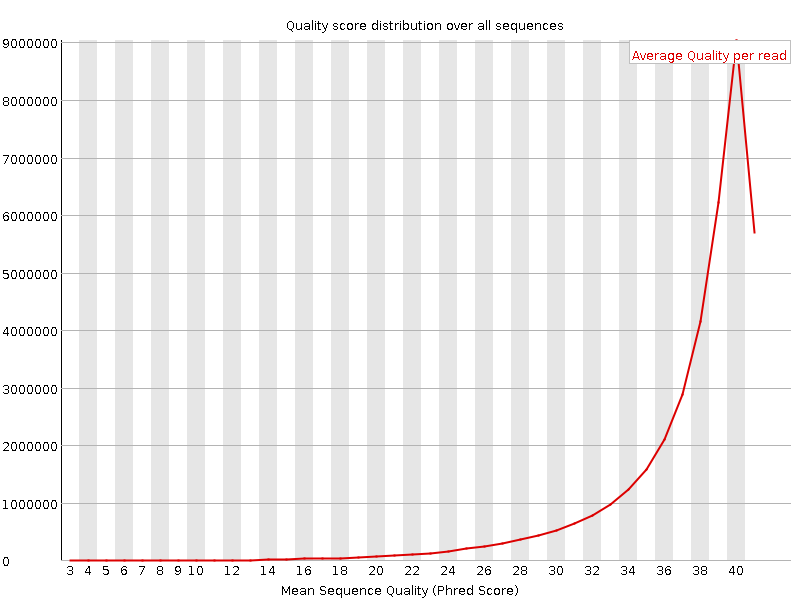 Quality score distribution over all sequences
9000000
Average Quality per read
8000000
7000000
6000000
5000000
4000000
3000000
2000000
1000000
0
3 4 5 6 7 8 9 10 12 14 16 18 20 22 24 26 28 30 32 34 36 38 40
Mean Sequence Quality (Phred Score)